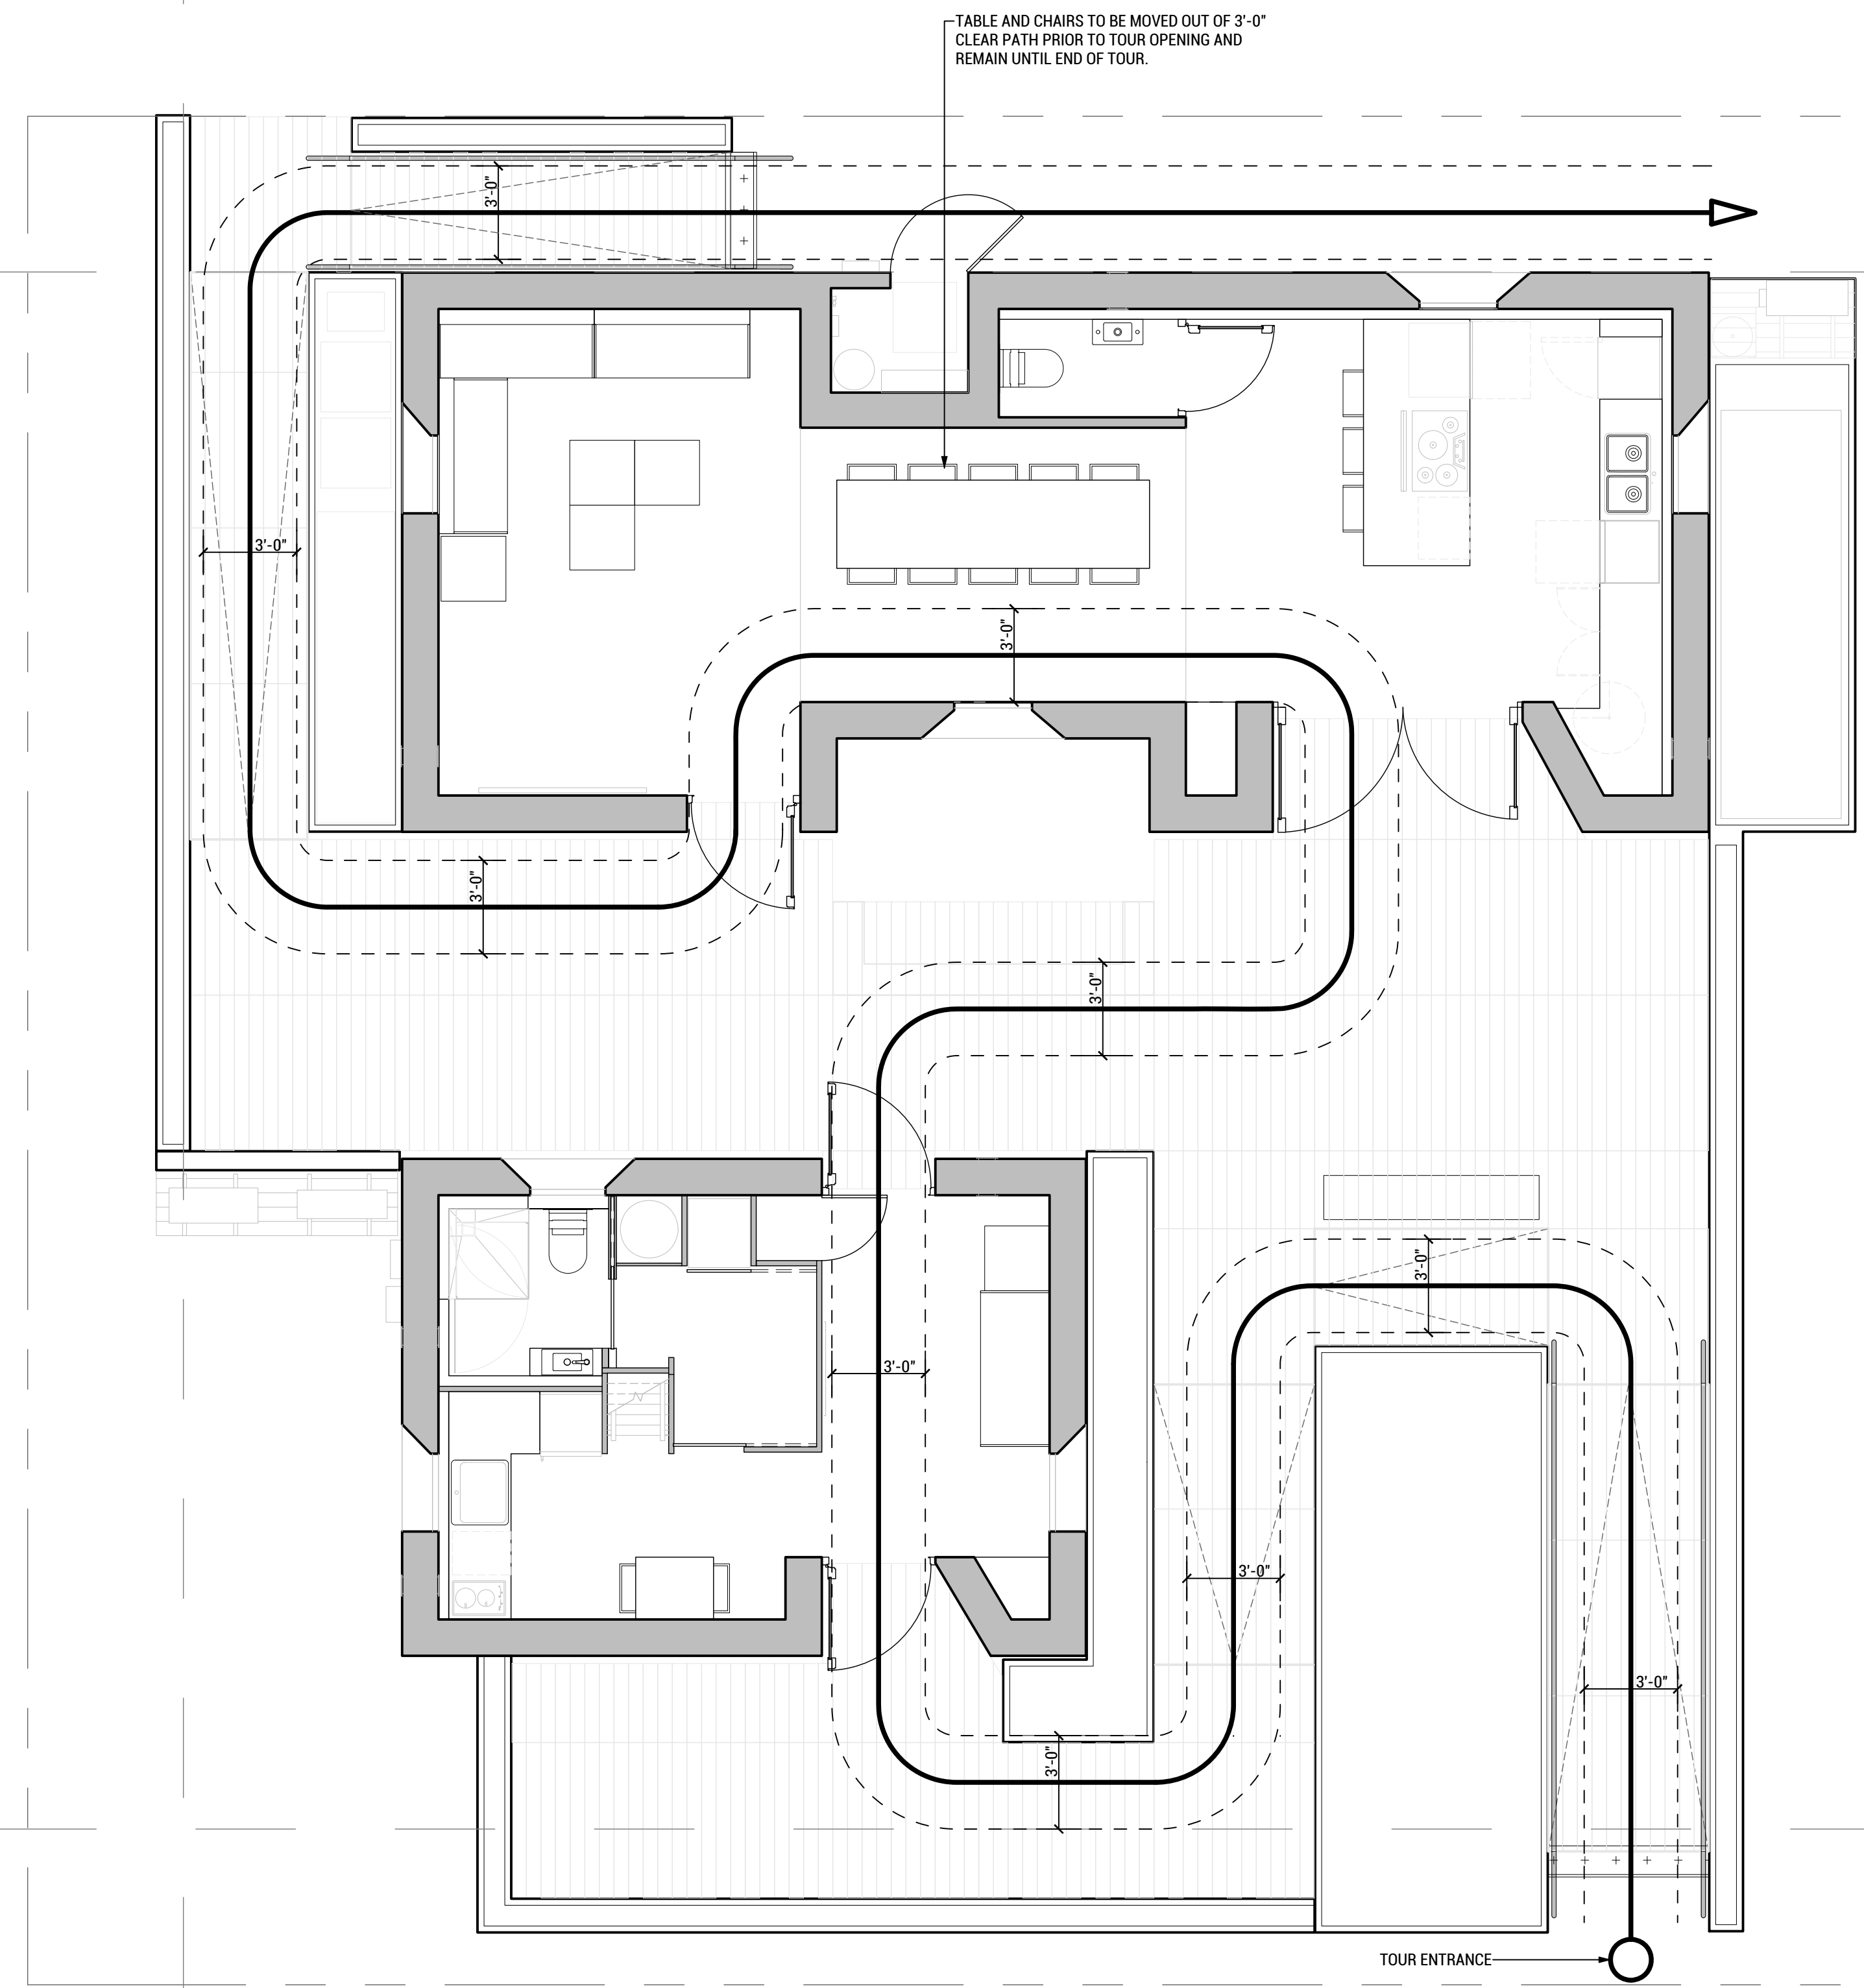 TABLE AND CHAIRS TO BE MOVED OUT OF 3'-0"
CLEAR PATH PRIOR TO TOUR OPENING AND
REMAIN UNTIL END OF TOUR.
3'-0"
3'-0"
3'-0"
3'-0"
3'-0"
3'-0"
3'-0"
3'-0"
3'-0"
3'-0"
TOUR ENTRANCE